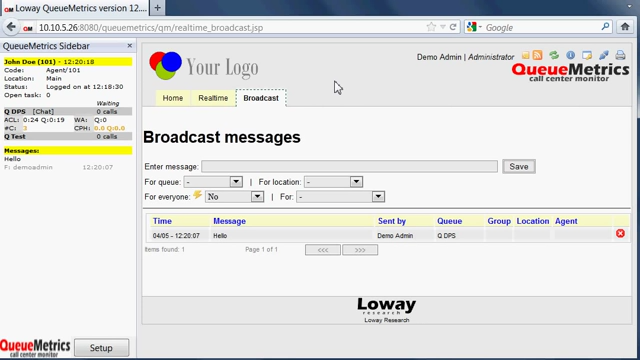 Loway QueueMetrics version 12...
10.10.5.26:8080/queuemetrics/qm/realtime_broadcast.jsp
Google
QueueMetrics Sidebar
John Doe (101) - 12:20:18
Code: Agent/101
Location: Main
Status: Logged on at 12:18:30
Open task: 0
Waiting
Q DPS [Chat] 0 calls
ACL: 0:24 Q:0:19 WA: Q:0
#C: 3 CPH: 0.0 Q:0.0
Q Test 0 calls
Messages:
Hello
F: demoadmin 12:20:07
QueueMetrics
call center monitor
Setup
Your Logo
Demo Admin | Administrator
QueueMetrics
call center monitor
Home Realtime Broadcast
Broadcast messages
Enter message: Save
For queue: - | For location: -
For everyone: No | For: -
Time Message Sent by Queue Group Location Agent
04/05 - 12:20:07 Hello Demo Admin Q DPS
Items found: 1 Page 1 of 1 <<< >>>
Loway
research
Loway Research